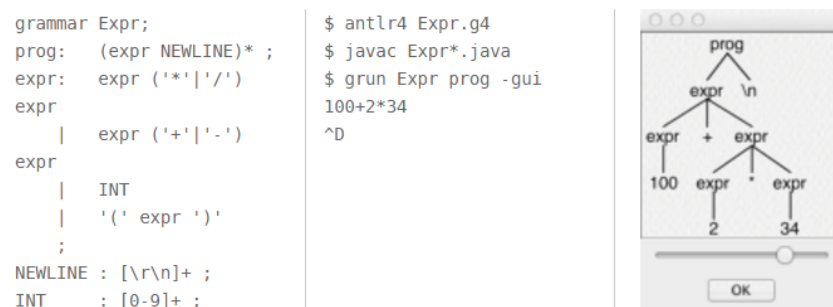 grammar Expr;
prog:   (expr NEWLINE)* ;
expr:   expr ('*'|'/')
expr
    |   expr ('+'|'-')
expr
    |   INT
    |   '(' expr ')'
    ;
NEWLINE : [\r\n]+ ;
INT     : [0-9]+ ;
$ antlr4 Expr.g4
$ javac Expr*.java
$ grun Expr prog -gui
100+2*34
^D
prog
expr \n
expr + expr
100 expr * expr
2 34
OK